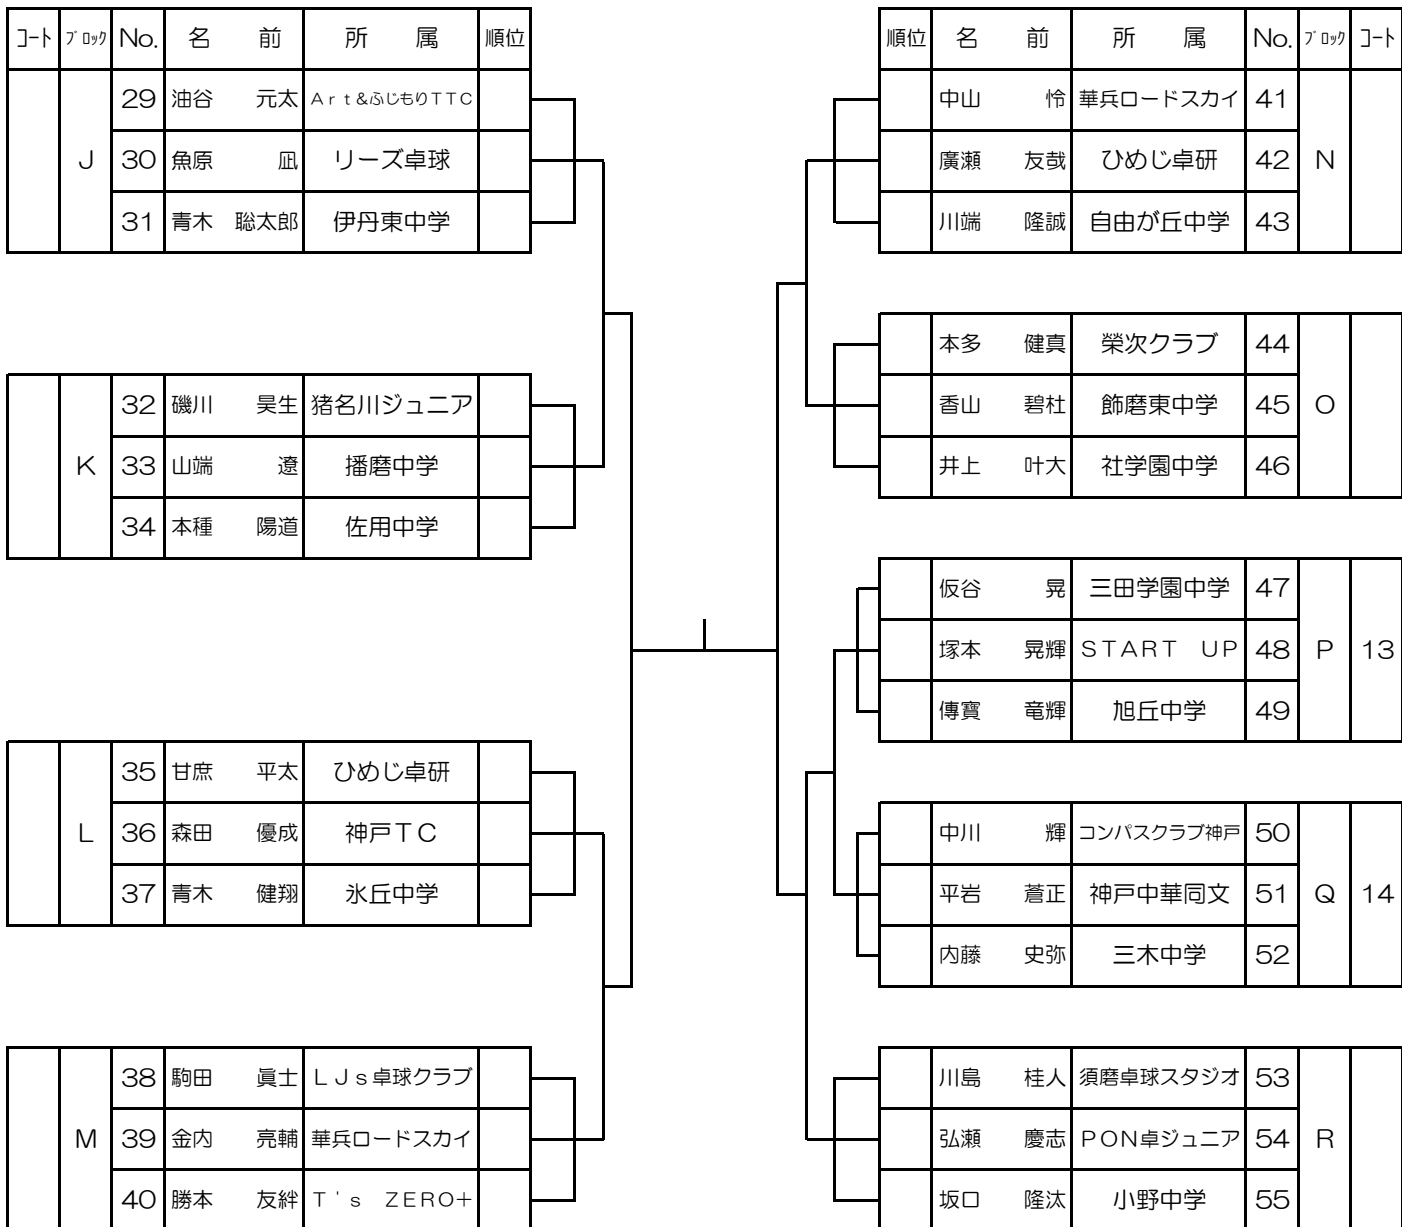 コート ブロック No. 名 前 所 属 順位
29 油谷 元太 Art&ふじもりTTC
J 30 魚原 凪 リーズ卓球
31 青木 聡太郎 伊丹東中学
32 磯川 昊生 猪名川ジュニア
K 33 山端 遼 播磨中学
34 本種 陽道 佐用中学
35 甘庶 平太 ひめじ卓研
L 36 森田 優成 神戸TC
37 青木 健翔 氷丘中学
38 駒田 眞士 LJs卓球クラブ
M 39 金内 亮輔 華兵ロードスカイ
40 勝本 友絆 T's ZERO+
順位 名 前 所 属 No. ブロック コート
中山 怜 華兵ロードスカイ 41
廣瀬 友哉 ひめじ卓研 42 N
川端 隆誠 自由が丘中学 43
本多 健真 榮次クラブ 44
香山 碧杜 飾磨東中学 45 O
井上 叶大 社学園中学 46
仮谷 晃 三田学園中学 47
塚本 晃輝 START UP 48 P 13
傳寳 竜輝 旭丘中学 49
中川 輝 コンパスクラブ神戸 50
平岩 蒼正 神戸中華同文 51 Q 14
内藤 史弥 三木中学 52
川島 桂人 須磨卓球スタジオ 53
弘瀬 慶志 PON卓ジュニア 54 R
坂口 隆汰 小野中学 55